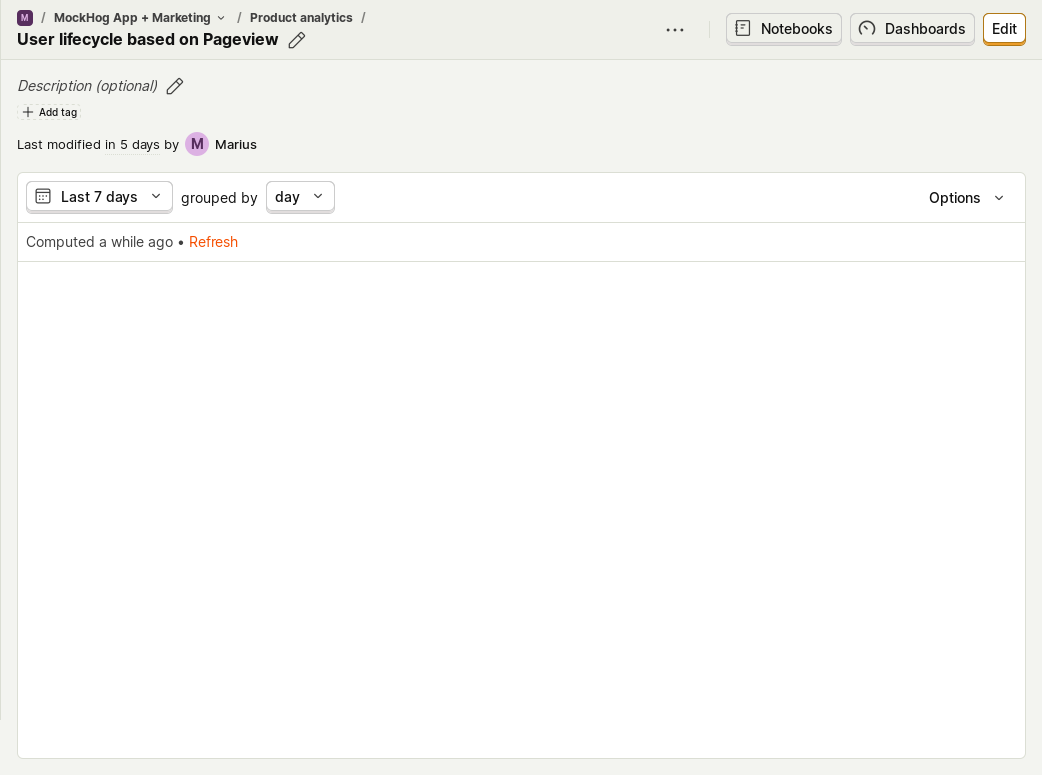 M / MockHog App + Marketing / Product analytics /
User lifecycle based on Pageview
Notebooks
Dashboards
Edit
Description (optional)
Add tag
Last modified in 5 days by M Marius
Last 7 days grouped by day
Options
Computed a while ago • Refresh